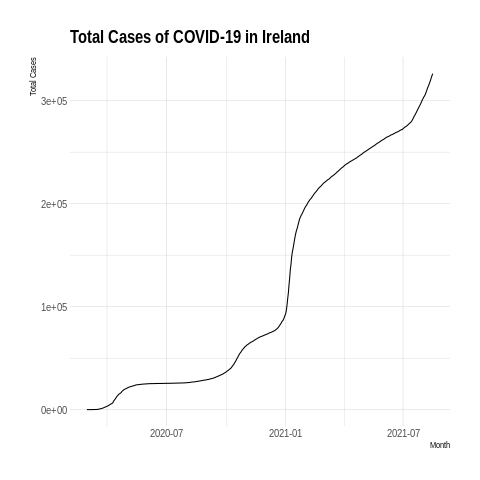 Total Cases of COVID-19 in Ireland
Total Cases
3e+05
2e+05
1e+05
0e+00
2020-07 2021-01 2021-07
Month